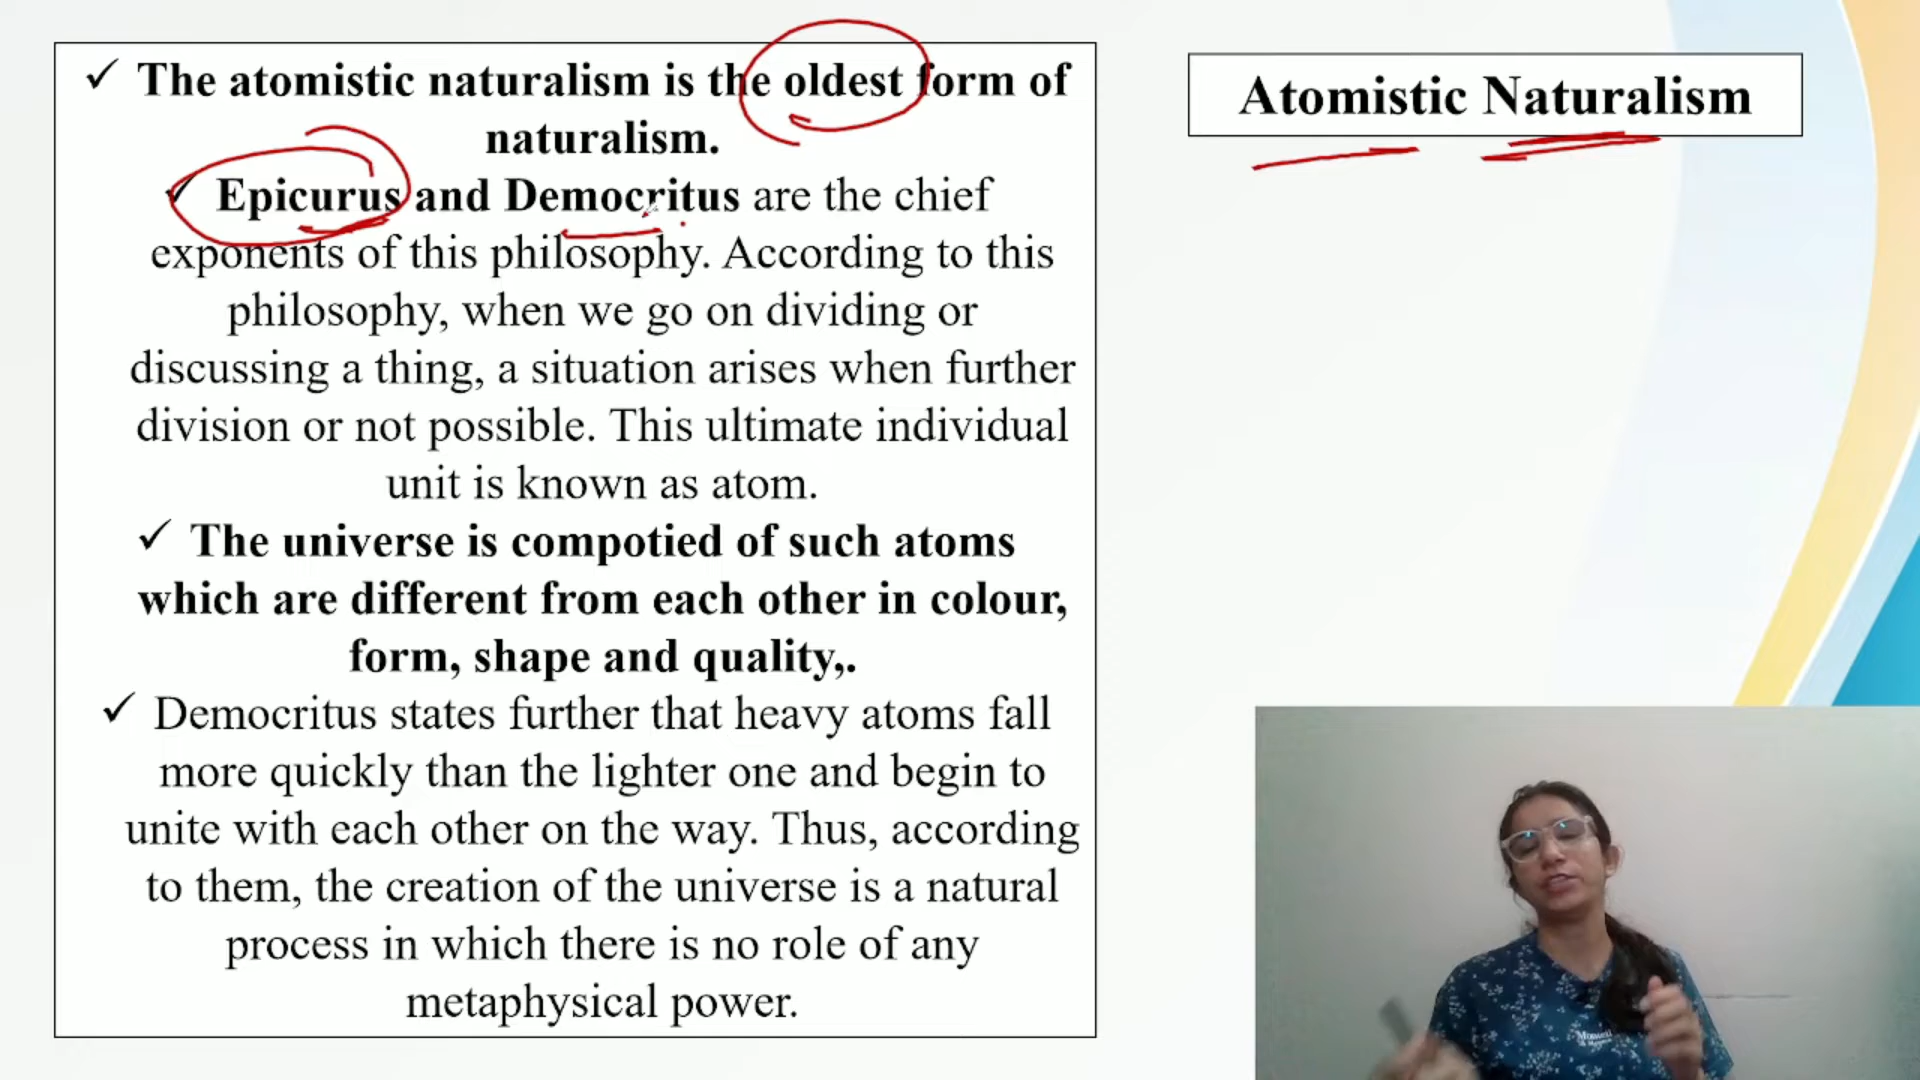 ✓ The atomistic naturalism is the oldest form of
naturalism.
✓ Epicurus and Democritus are the chief
exponents of this philosophy. According to this
philosophy, when we go on dividing or
discussing a thing, a situation arises when further
division or not possible. This ultimate individual
unit is known as atom.
✓ The universe is compotied of such atoms
which are different from each other in colour,
form, shape and quality,.
✓ Democritus states further that heavy atoms fall
more quickly than the lighter one and begin to
unite with each other on the way. Thus, according
to them, the creation of the universe is a natural
process in which there is no role of any
metaphysical power.
Atomistic Naturalism